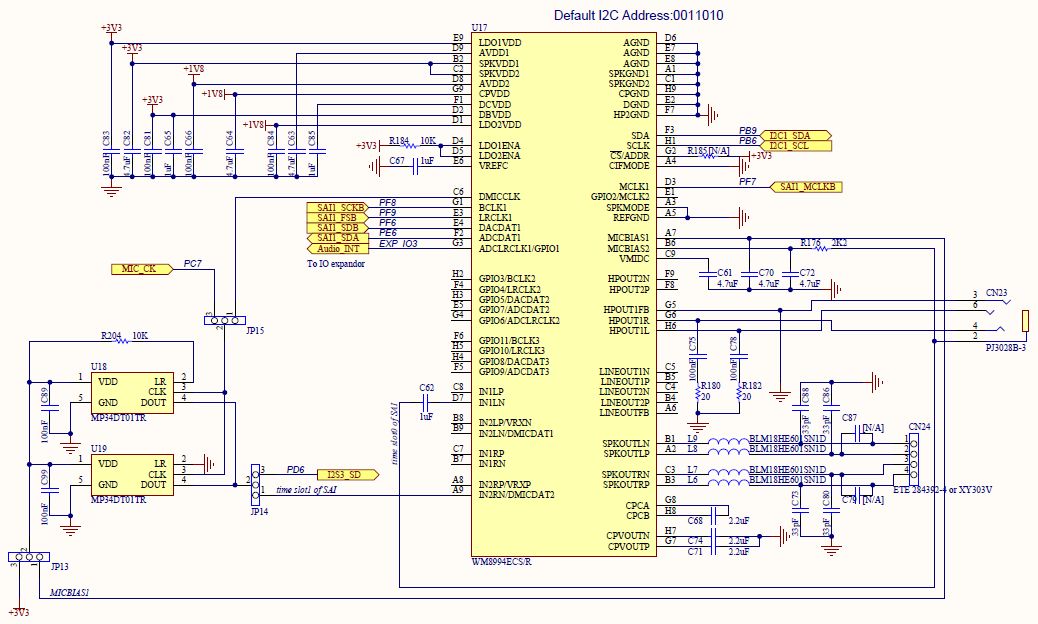 Default I2C Address:0011010
U17
+3V3
+3V3
+1V8
+1V8
+3V3
+1V8
E9 LDO1VDD
D9 AVDD1
B2 SPKVDD1
C2 SPKVDD2
D8 AVDD2
G9 CPVDD
F1 DCVDD
D2 DBVDD
D1 LDO2VDD
D4 LDO1ENA
D5 LDO2ENA
E6 VREFC
C6 DMICCLK
G1 BCLK1
E3 LRCLK1
E4 DACDAT1
F2 ADCDAT1
G3 ADCLRCLK1/GPIO1
H2 GPIO3/BCLK2
F4 GPIO4/LRCLK2
H3 GPIO5/DACDAT2
E5 GPIO7/ADCDAT2
G4 GPIO6/ADCLRCLK2
F6 GPIO11/BCLK3
H5 GPIO10/LRCLK3
H4 GPIO8/DACDAT3
F5 GPIO9/ADCDAT3
C8 IN1LP
D7 IN1LN
B8 IN2LP/VRXN
B9 IN2LN/DMICDAT1
C7 IN1RP
B7 IN1RN
A8 IN2RP/VRXP
A9 IN2RN/DMICDAT2
WM8994ECS/R
AGND D6
AGND E7
AGND E8
SPKGND1 A1
SPKGND2 C1
CPGND H9
DGND E2
HP2GND F7
SDA F3 PB9 I2C1_SDA
SCLK H1 PB6 I2C1_SCL
CS/ADDR G2 R185 [N/A] +3V3
CIFMODE A4
MCLK1 D3 PF7 SAI1_MCLKB
GPIO2/MCLK2 E1
SPKMODE A3
REFGND A5
MICBIAS1 A7
MICBIAS2 B6 R176 2K2
VMIDC C9
HPOUT2N F9
HPOUT2P F8
HPOUT1FB G5
HPOUT1R G6
HPOUT1L H6
LINEOUT1N C5
LINEOUT1P B5
LINEOUT2N C4
LINEOUT2P B4
LINEOUTFB A6
SPKOUTLN B1 L9 BLM18HE601SN1D
SPKOUTLP A2 L8 BLM18HE601SN1D
SPKOUTRN C3 L7 BLM18HE601SN1D
SPKOUTRP B3 L6 BLM18HE601SN1D
CPCA G8
CPCB H8
CPVOUTN H7
CPVOUTP G7
C83 100nF
C82 4.7uF
C81 100nF
C65 1uF
C66 4.7uF
C64 4.7uF
C84 100nF
C63 4.7uF
C85 1uF
+3V3 R184 10K
C67 1uF
SAI1_SCKB PF8
SAI1_FSB PF9
SAI1_SDB PF6
SAI1_SDA PE6
Audio_INT EXP_IO3
To IO expandor
MIC_CK PC7
3 2 1
JP15
R204 10K
U18
1 VDD LR 2
CLK 3
5 GND DOUT 4
MP34DT01TR
C89 100nF
U19
1 VDD LR 2
CLK 3
5 GND DOUT 4
MP34DT01TR
C99 100nF
3 PD6 I2S3_SD
2
1 time slot1 of SAI
JP14
time slot0 of SAI
C62
1uF
2
JP13
3 1
MICBIAS1
+3V3
C61 4.7uF
C70 4.7uF
C72 4.7uF
3 CN23
6
4
2
PJ3028B-3
C75 100nF
C78 100nF
R180 20
R182 20
C88 33pF
C86 33pF
C87 [N/A]
CN24
1
2
3
4
ETE 284392-4 or XY303V
C79 [N/A]
C73 33pF
C80 33pF
C68 2.2uF
C74 2.2uF
C71 2.2uF